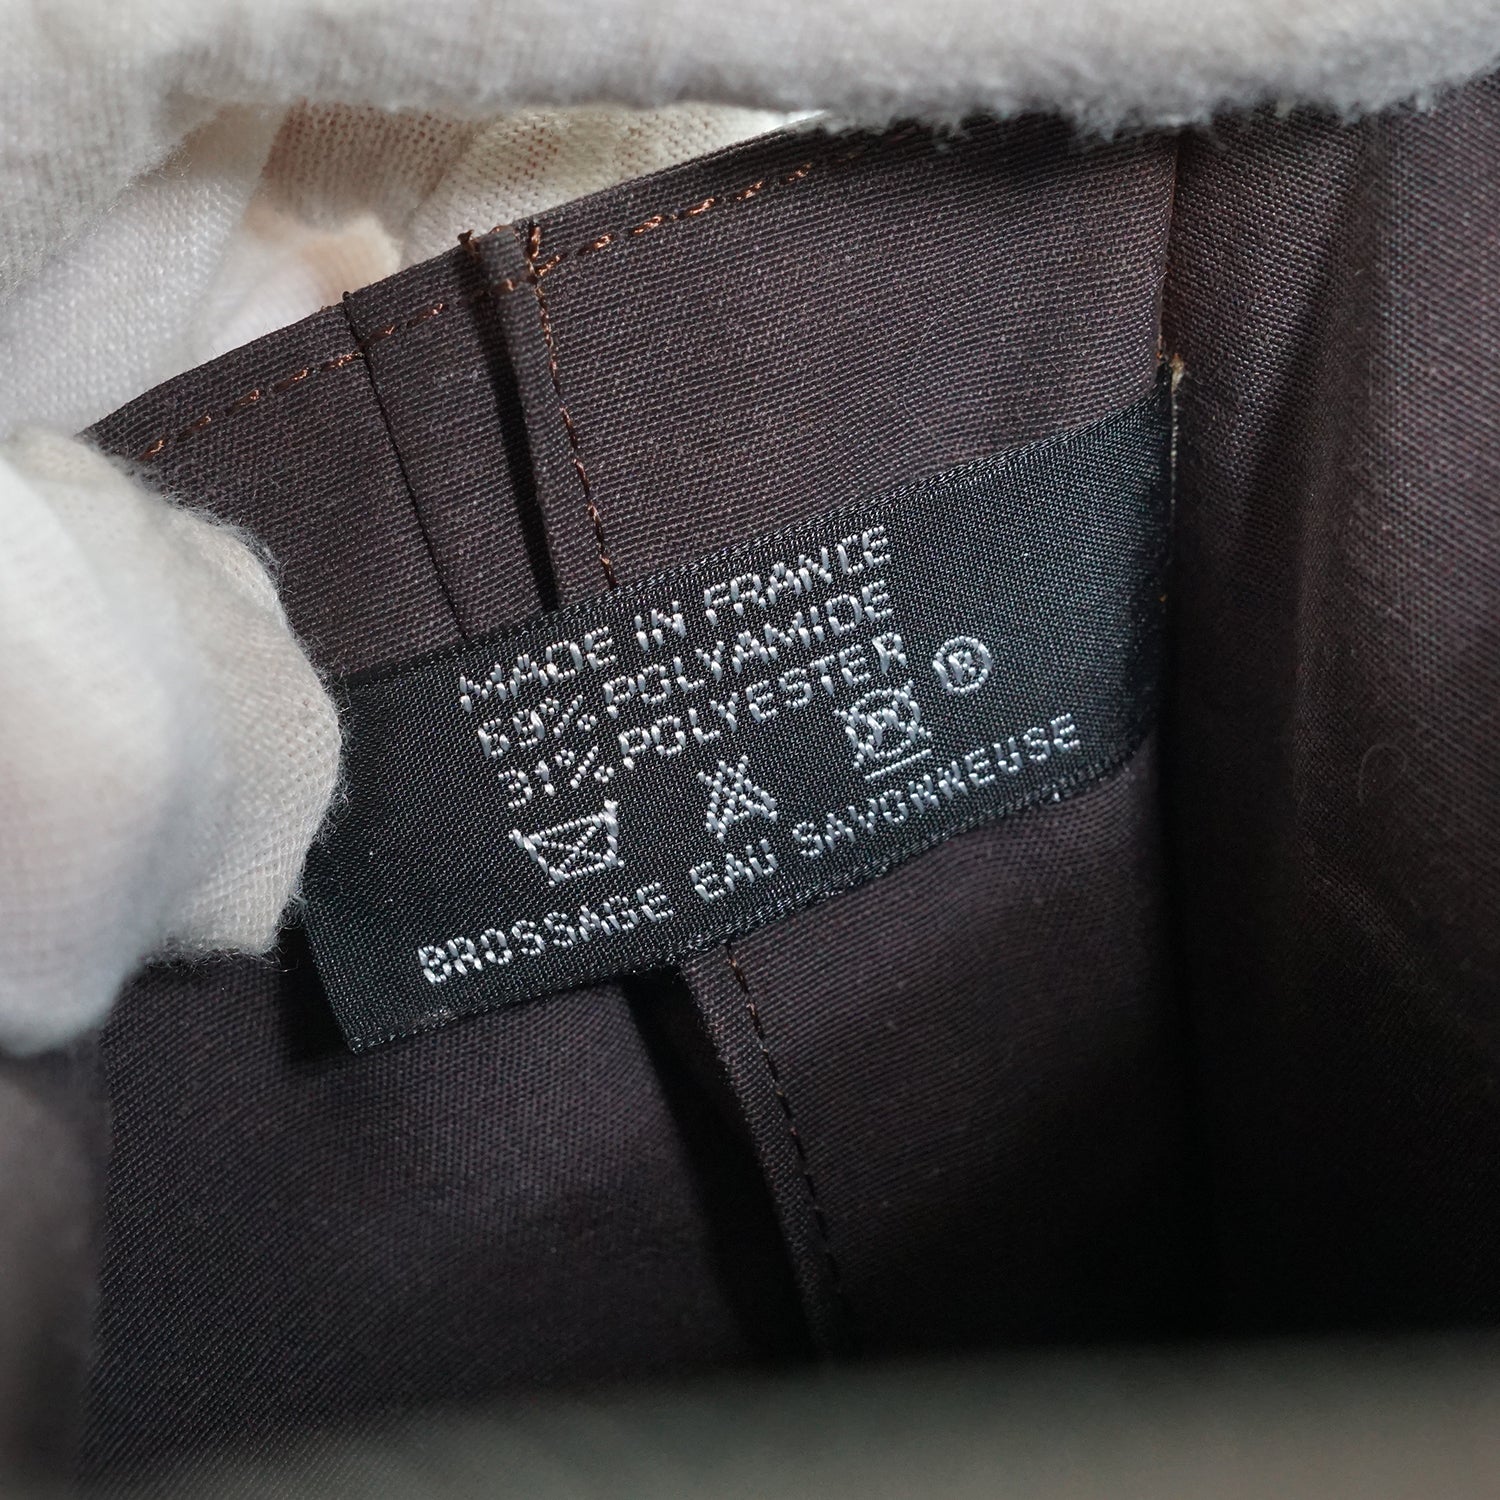 MADE IN FRANCE
69% POLYAMIDE
31% POLYESTER
®
BROSSAGE EAU SAVONNEUSE